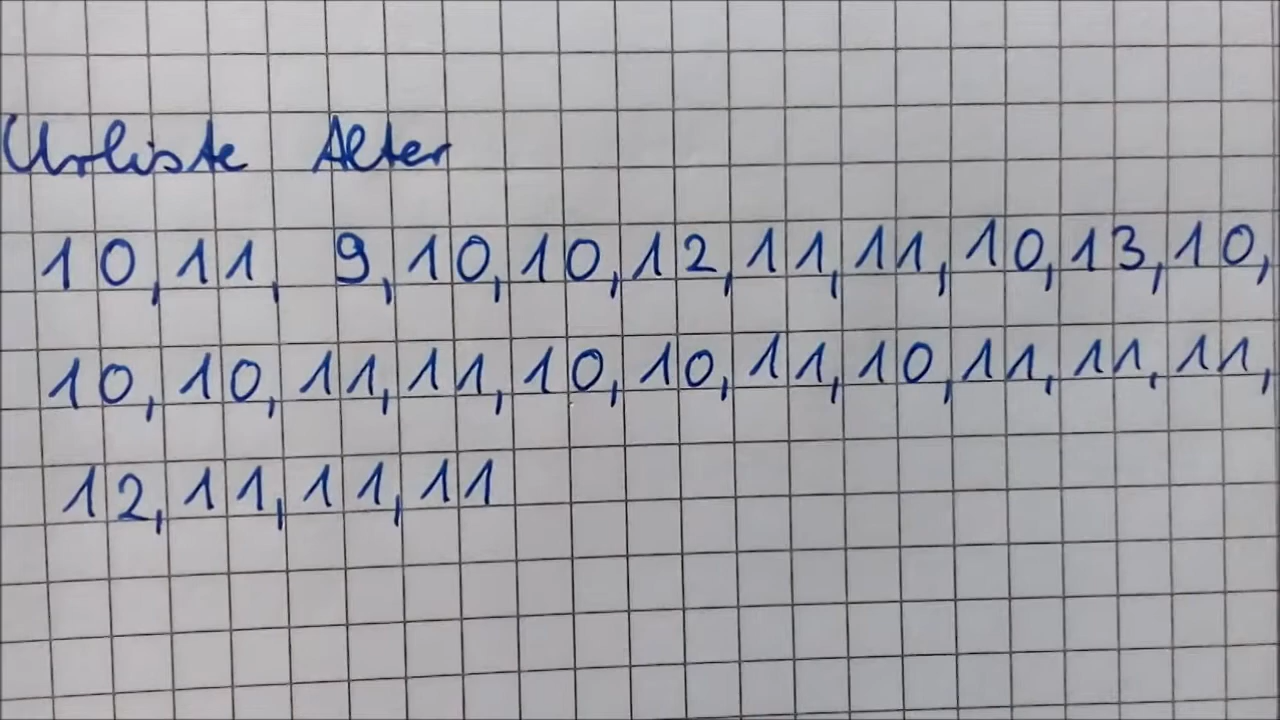 Urliste Alter
10, 11, 9, 10, 10, 12, 11, 11, 10, 13, 10,
10, 10, 11, 11, 10, 10, 11, 10, 11, 11, 11,
12, 11, 11, 11